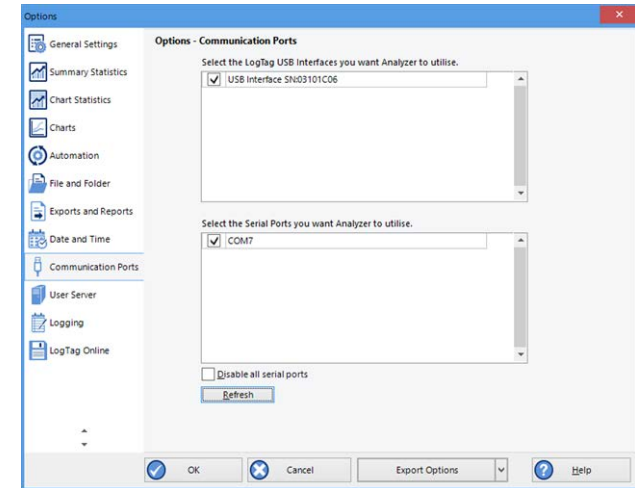 Options
General Settings
Summary Statistics
Chart Statistics
Charts
Automation
File and Folder
Exports and Reports
Date and Time
Communication Ports
User Server
Logging
LogTag Online
Options - Communication Ports
Select the LogTag USB Interfaces you want Analyzer to utilise.
USB Interface SN:03101C06
Select the Serial Ports you want Analyzer to utilise.
COM7
Disable all serial ports
Refresh
OK
Cancel
Export Options
Help